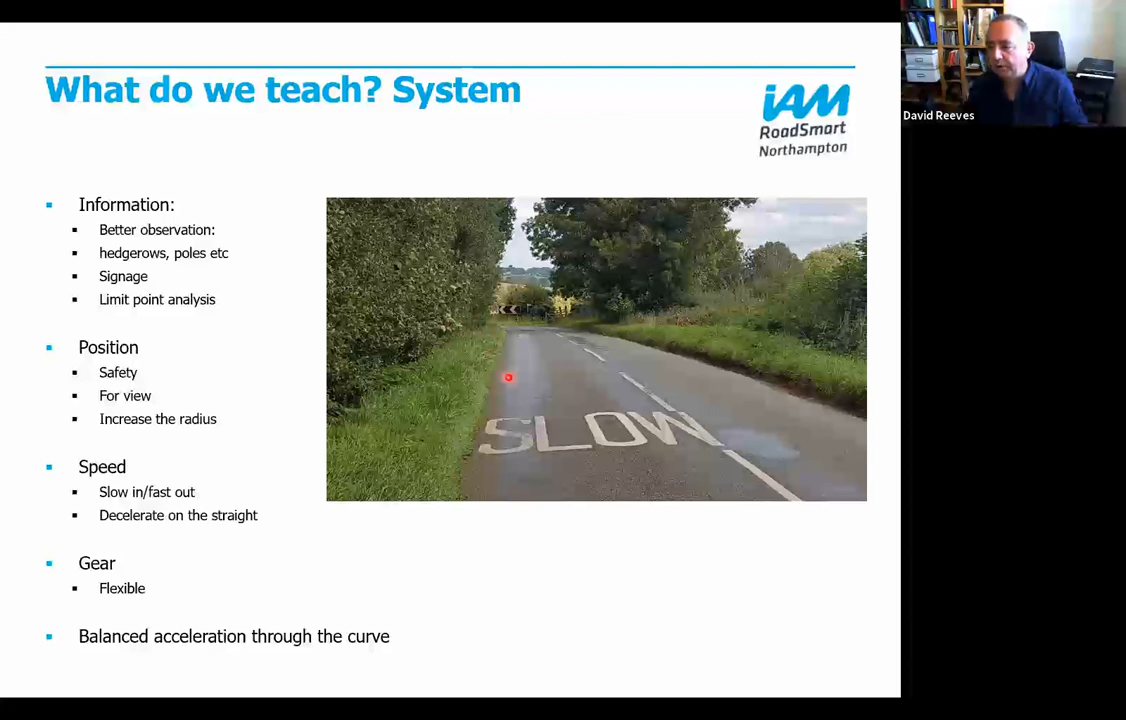 What do we teach? System
iAM
RoadSmart
Northampton
David Reeves
Information:
Better observation:
hedgerows, poles etc
Signage
Limit point analysis
Position
Safety
For view
Increase the radius
Speed
Slow in/fast out
Decelerate on the straight
Gear
Flexible
Balanced acceleration through the curve
SLOW